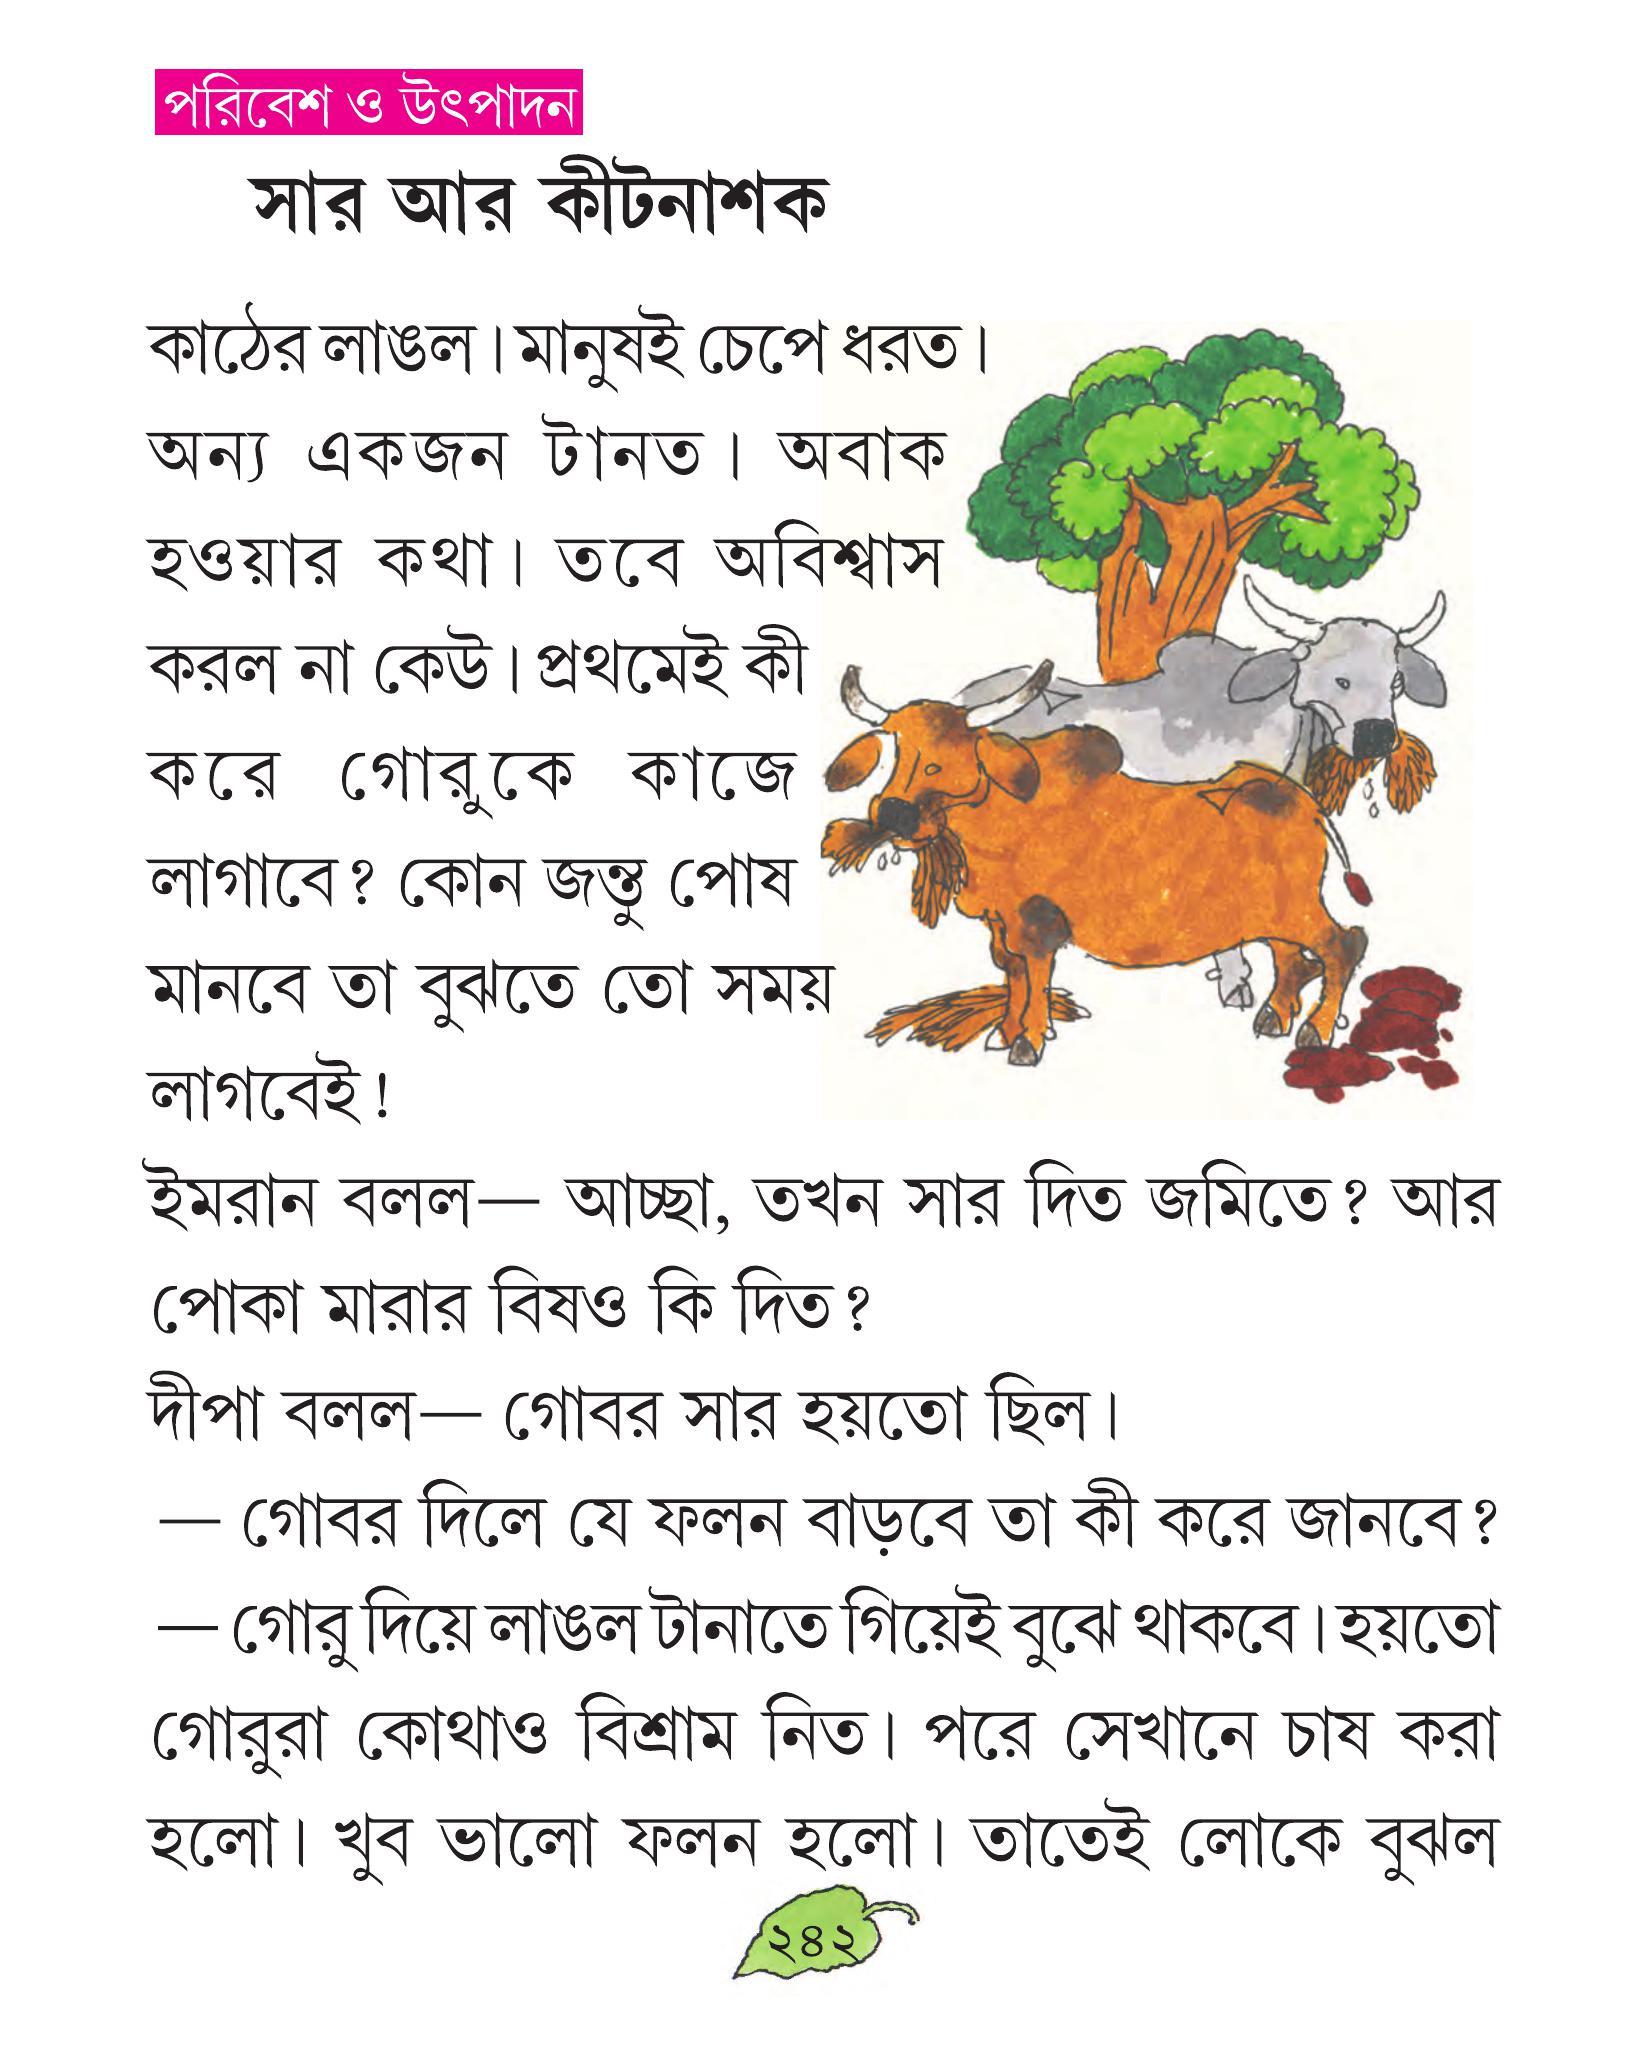 পরিবেশ ও উৎপাদন
সার আর কীটনাশক
কাঠের লাঙল। মানুষই চেপে ধরত।
অন্য একজন টানত। অবাক
হওয়ার কথা। তবে অবিশ্বাস
করল না কেউ। প্রথমেই কী
করে গোরুকে কাজে
লাগাবে? কোন জন্তু পোষ
মানবে তা বুঝতে তো সময়
লাগবেই!
ইমরান বলল— আচ্ছা, তখন সার দিত জমিতে? আর
পোকা মারার বিষও কি দিত?
দীপা বলল— গোবর সার হয়তো ছিল।
— গোবর দিলে যে ফলন বাড়বে তা কী করে জানবে?
— গোরু দিয়ে লাঙল টানাতে গিয়েই বুঝে থাকবে। হয়তো
গোরুরা কোথাও বিশ্রাম নিত। পরে সেখানে চাষ করা
হলো। খুব ভালো ফলন হলো। তাতেই লোকে বুঝল
২৪২